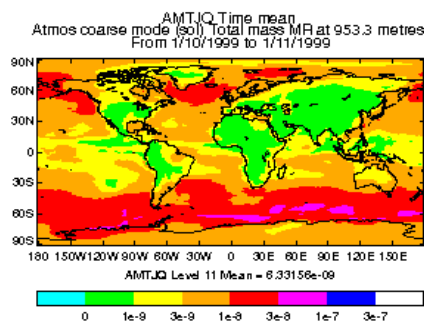 AMTJQ Time mean
Atmos coarse mode (sol) Total mass MR at 953.3 metres
From 1/10/1999 to 1/11/1999
90N
60N
30N
0
30S
60S
90S
180 150W 120W 90W 60W 30W 0 30E 60E 90E 120E 150E
AMTJQ Level 11 Mean = 6.33156e-09
0 1e-9 3e-9 1e-8 3e-8 1e-7 3e-7